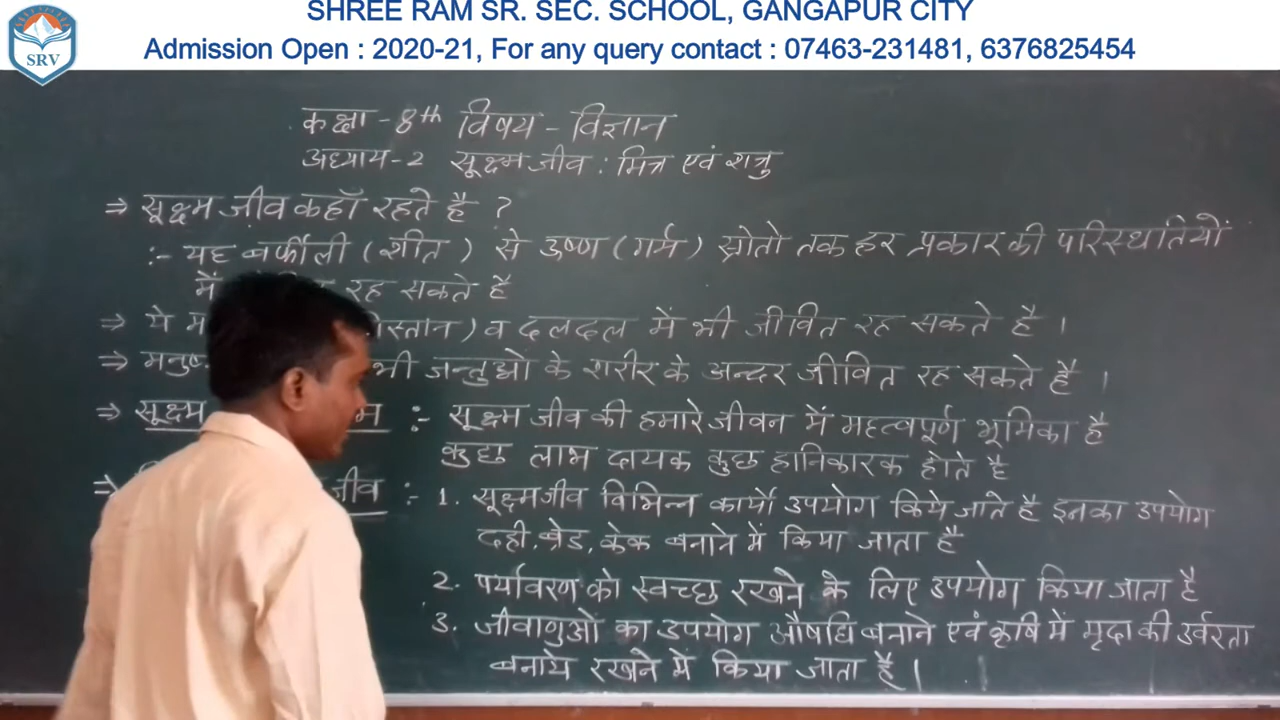 SHREE RAM SR. SEC. SCHOOL, GANGAPUR CITY
Admission Open : 2020-21, For any query contact : 07463-231481, 6376825454
SRV
कक्षा - 8th विषय - विज्ञान
अध्याय-2 सूक्ष्म जीव : मित्र एवं शत्रु
⇒ सूक्ष्म जीव कहाँ रहते है ?
:- यह बर्फीली (शीत) से उष्ण (गर्म) स्रोतो तक हर प्रकार की परिस्थितियों
में रह सकते है
⇒ ये व दलदल में भी जीवित रह सकते है ।
⇒ जन्तुओ के शरीर के अन्दर जीवित रह सकते है ।
⇒ सूक्ष्म :- सूक्ष्म जीव की हमारे जीवन में महत्वपूर्ण भूमिका है
कुछ लाभ दायक कुछ हानिकारक होते है
⇒ जीव :- 1. सूक्ष्मजीव विभिन्न कार्यो उपयोग किये जाते है इनका उपयोग
दही, ब्रेड, केक बनाने में किया जाता है
2. पर्यावरण को स्वच्छ रखने के लिए उपयोग किया जाता है
3. जीवाणुओं का उपयोग औषधि बनाने एवं कृषि में मृदा की उर्वरता
बनाये रखने में किया जाता है ।